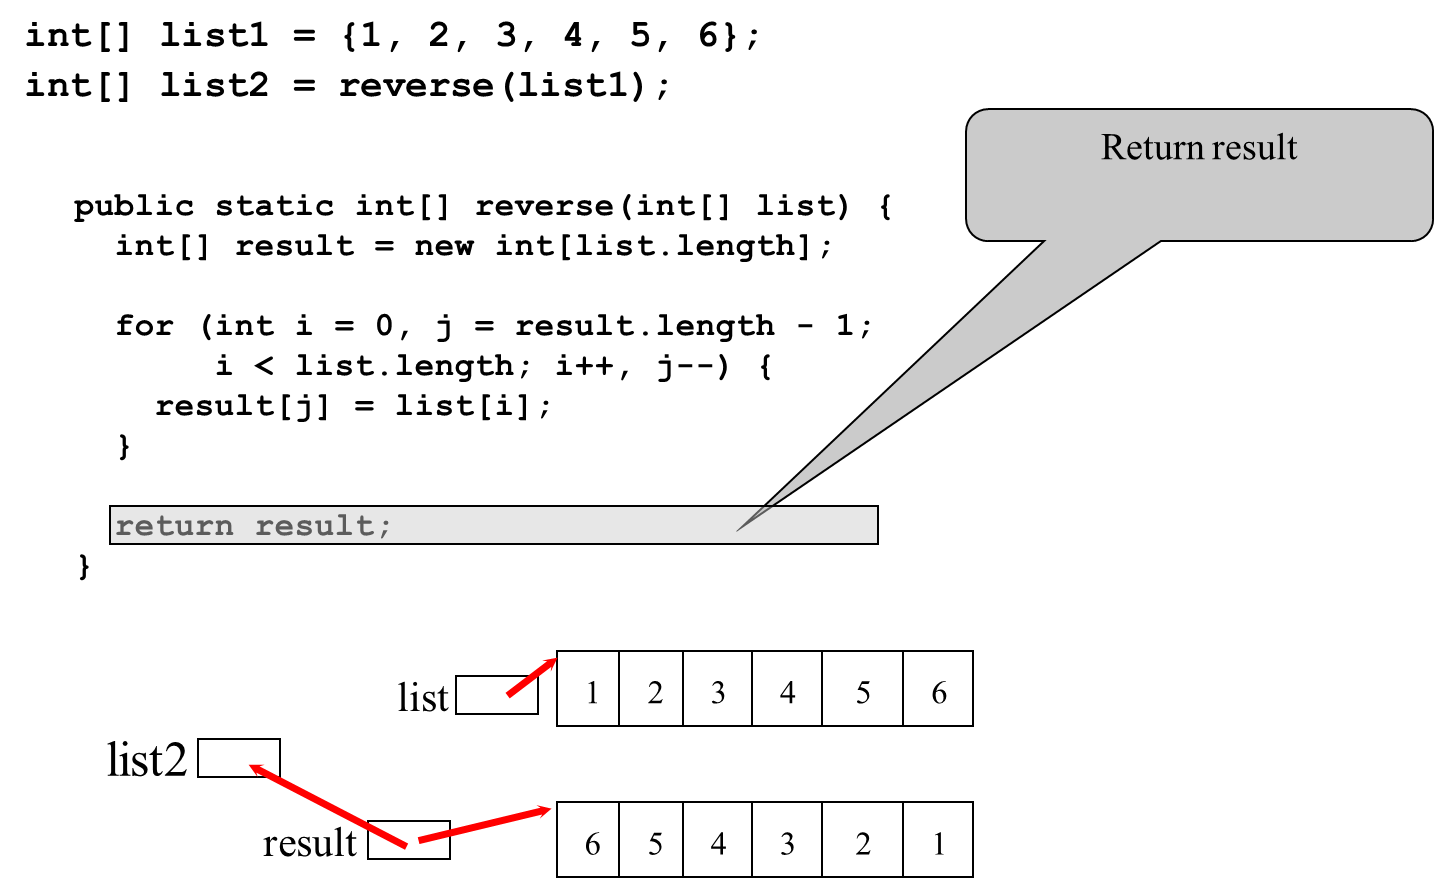 int[] list1 = {1, 2, 3, 4, 5, 6};
int[] list2 = reverse(list1);
Return result
public static int[] reverse(int[] list) {
int[] result = new int[list.length];
for (int i = 0, j = result.length - 1;
i < list.length; i++, j--) {
result[j] = list[i];
}
return result;
}
list 1 2 3 4 5 6
list2
result 6 5 4 3 2 1